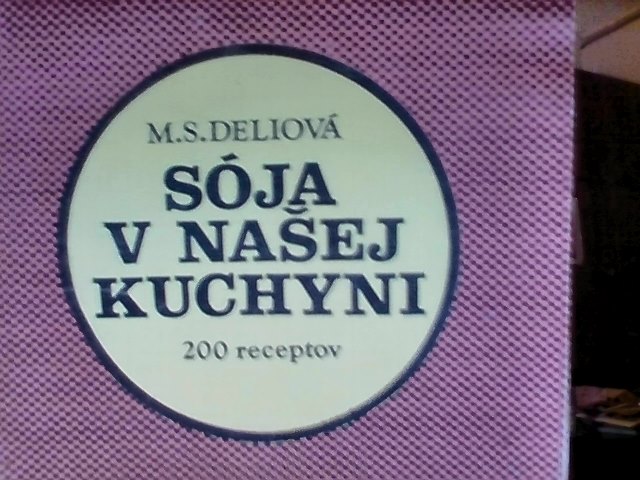 M.S.DELIOVÁ
SÓJA
V NAŠEJ
KUCHYNI
200 receptov